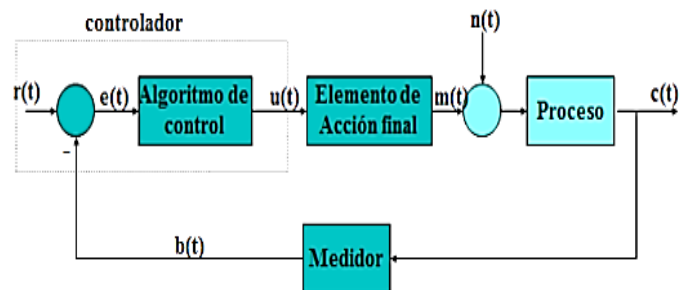 controlador
n(t)
r(t)
e(t)
Algoritmo de
control
u(t)
Elemento de
Acción final
m(t)
Proceso
c(t)
–
b(t)
Medidor